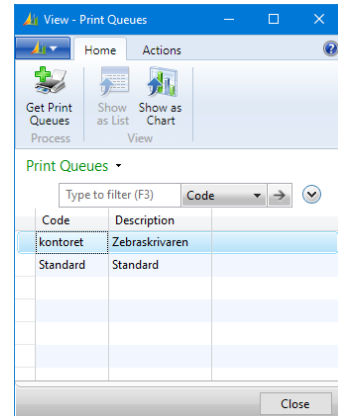 View - Print Queues
Home Actions
Get Print Queues
Show as List
Show as Chart
Process
View
Print Queues
Type to filter (F3) Code
Code Description
kontoret Zebraskrivaren
Standard Standard
Close